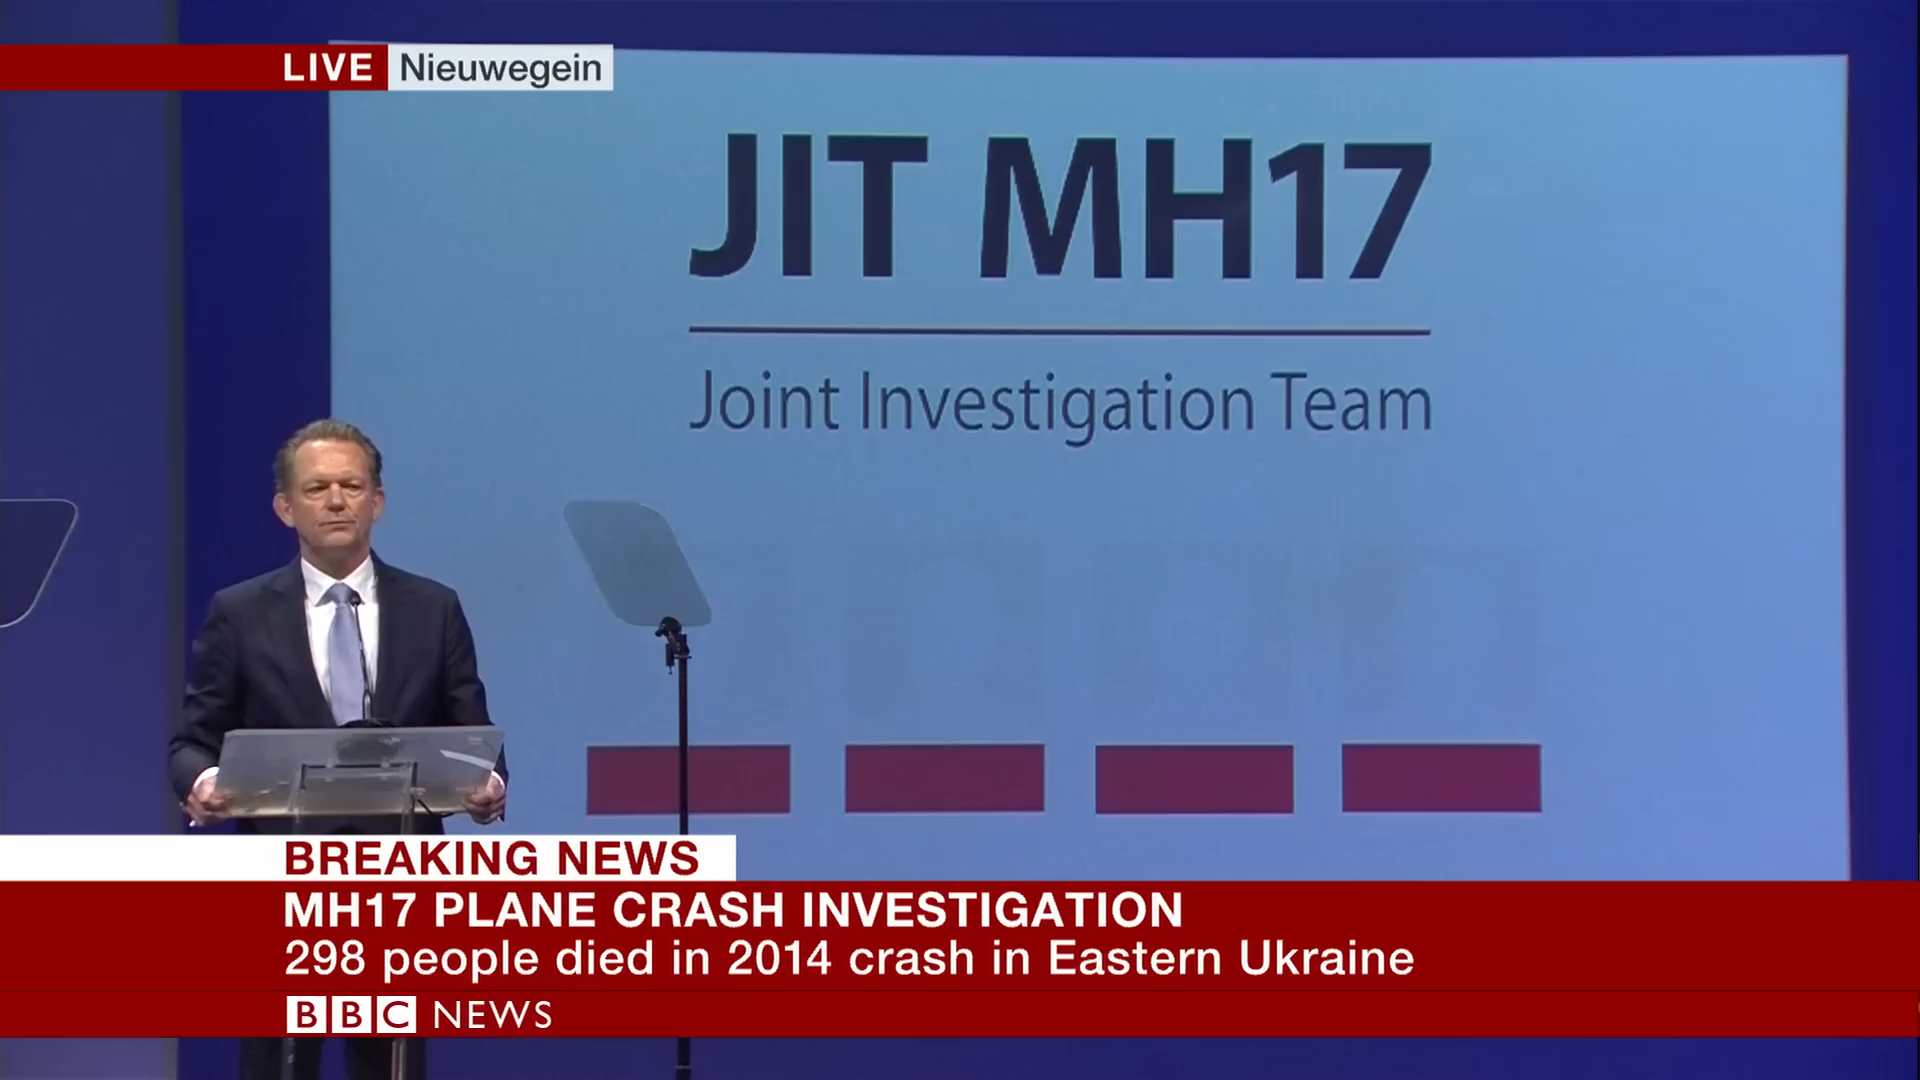 LIVE Nieuwegein
JIT MH17
Joint Investigation Team
BREAKING NEWS
MH17 PLANE CRASH INVESTIGATION
298 people died in 2014 crash in Eastern Ukraine
BBC NEWS